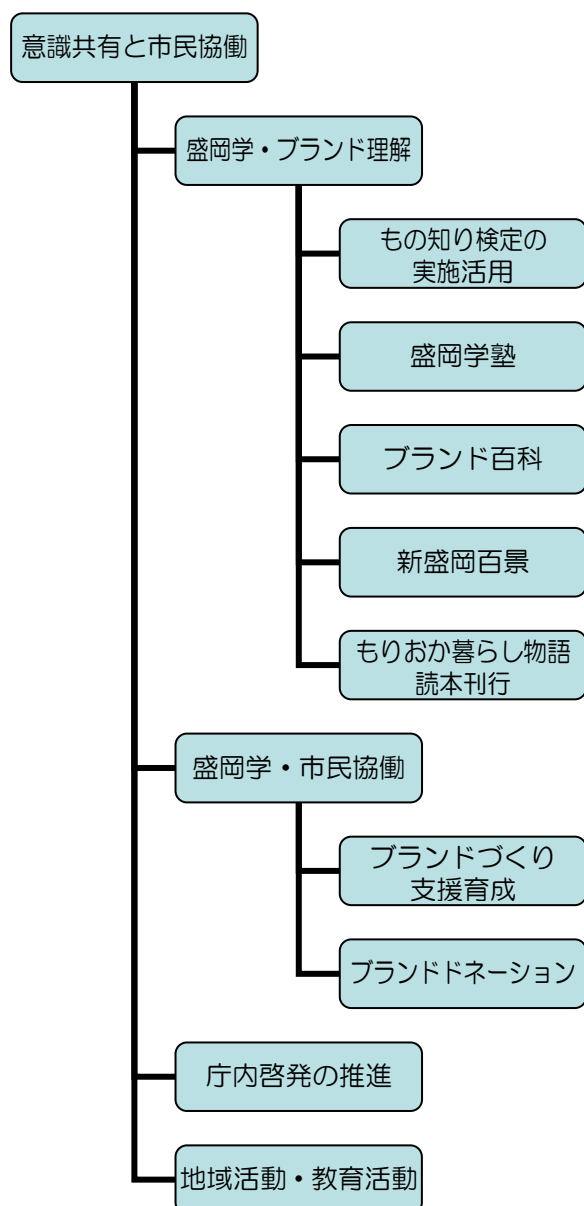 意識共有と市民協働
盛岡学・ブランド理解
もの知り検定の
実施活用
盛岡学塾
ブランド百科
新盛岡百景
もりおか暮らし物語
読本刊行
盛岡学・市民協働
ブランドづくり
支援育成
ブランドドネーション
庁内啓発の推進
地域活動・教育活動